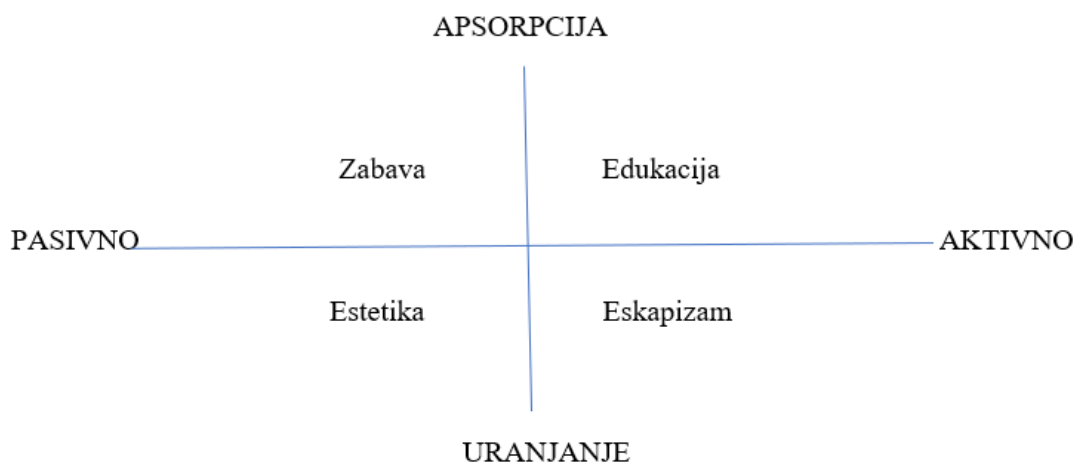 APSORPCIJA
Zabava
Edukacija
PASIVNO
AKTIVNO
Estetika
Eskapizam
URANJANJE